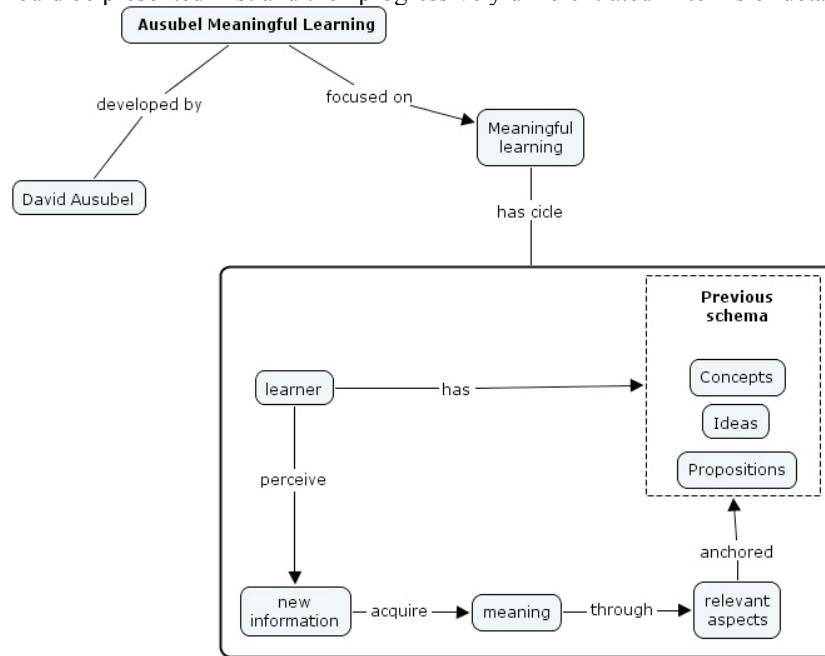 Ausubel Meaningful Learning
developed by
focused on
Meaningful
learning
David Ausubel
has cicle
Previous
schema
Concepts
learner
has
Ideas
Propositions
perceive
anchored
new
information
acquire
meaning
through
relevant
aspects